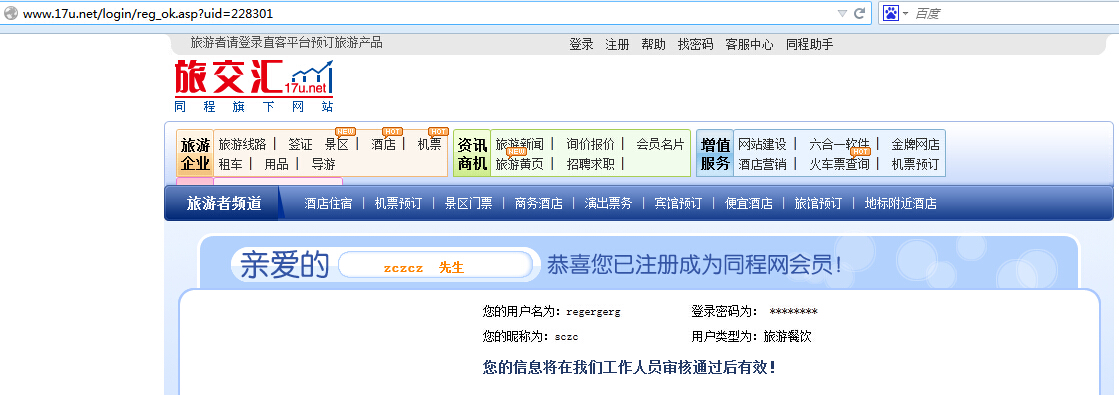 www.17u.net/login/reg_ok.asp?uid=228301 百度
旅游者请登录直客平台预订旅游产品 登录 注册 帮助 找密码 客服中心 同程助手
旅交汇 17u.net
同程旗下网站
旅游企业 旅游线路 | 签证 景区 | 酒店 | 机票
租车 | 用品 | 导游
NEW HOT HOT
资讯商机 旅游新闻 | 询价报价 | 会员名片
旅游黄页 | 招聘求职 |
NEW
增值服务 网站建设 | 六合一软件 | 金牌网店
酒店营销 | 火车票查询 | 机票预订
HOT
旅游者频道 酒店住宿 | 机票预订 | 景区门票 | 商务酒店 | 演出票务 | 宾馆预订 | 便宜酒店 | 旅馆预订 | 地标附近酒店
亲爱的 zczcz 先生 恭喜您已注册成为同程网会员！
您的用户名为：regergerg 登录密码为： ********
您的昵称为：sczc 用户类型为：旅游餐饮
您的信息将在我们工作人员审核通过后有效！